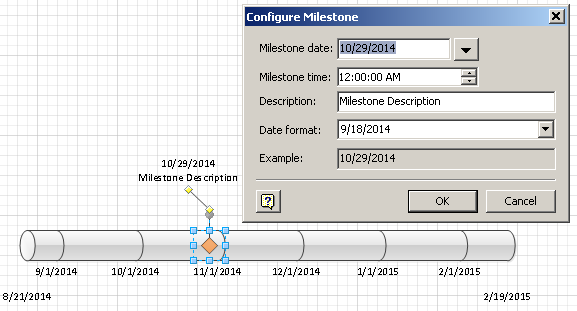 Configure Milestone
Milestone date: 10/29/2014
Milestone time: 12:00:00 AM
Description: Milestone Description
Date format: 9/18/2014
Example: 10/29/2014
? OK Cancel
10/29/2014
Milestone Description
9/1/2014 10/1/2014 11/1/2014 12/1/2014 1/1/2015 2/1/2015
8/21/2014 2/19/2015